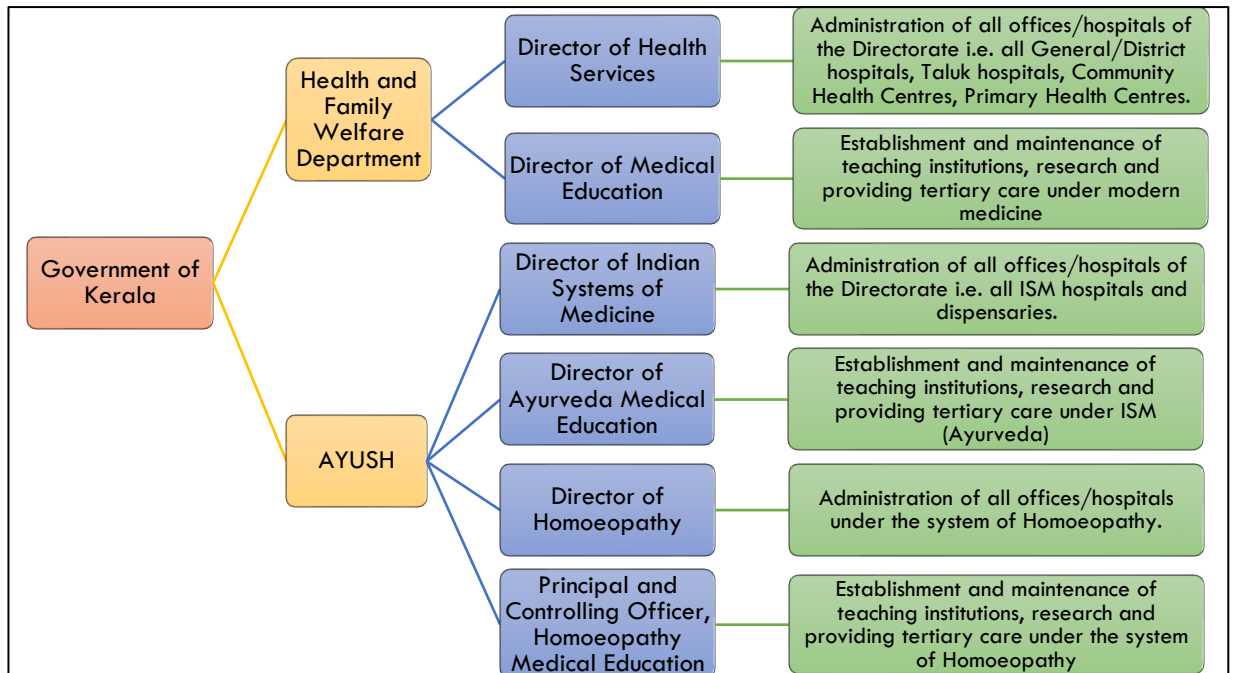 Government of
Kerala
Health and
Family
Welfare
Department
Director of Health
Services
Administration of all offices/hospitals of
the Directorate i.e. all General/District
hospitals, Taluk hospitals, Community
Health Centres, Primary Health Centres.
Director of Medical
Education
Establishment and maintenance of
teaching institutions, research and
providing tertiary care under modern
medicine
AYUSH
Director of Indian
Systems of
Medicine
Administration of all offices/hospitals of
the Directorate i.e. all ISM hospitals and
dispensaries.
Director of
Ayurveda Medical
Education
Establishment and maintenance of
teaching institutions, research and
providing tertiary care under ISM
(Ayurveda)
Director of
Homoeopathy
Administration of all offices/hospitals
under the system of Homoeopathy.
Principal and
Controlling Officer,
Homoeopathy
Medical Education
Establishment and maintenance of
teaching institutions, research and
providing tertiary care under the system
of Homoeopathy